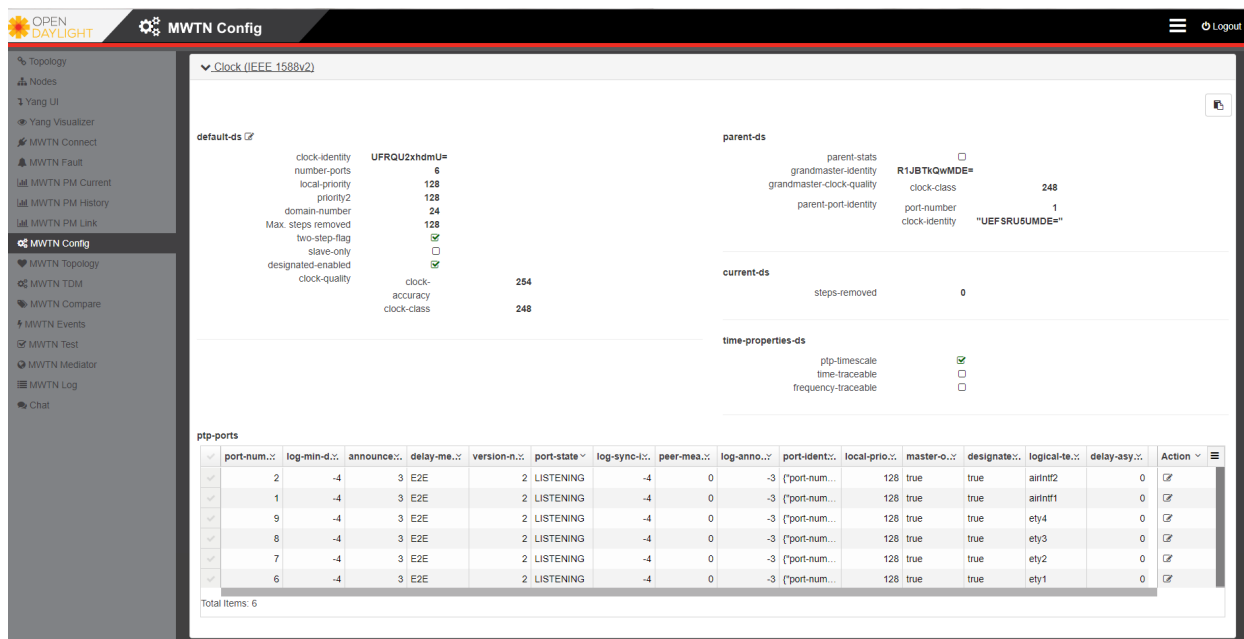 OPEN
DAYLIGHT
MWTN Config
Logout
Topology
Nodes
Yang UI
Yang Visualizer
MWTN Connect
MWTN Fault
MWTN PM Current
MWTN PM History
MWTN PM Link
MWTN Config
MWTN Topology
MWTN TDM
MWTN Compare
MWTN Events
MWTN Test
MWTN Mediator
MWTN Log
Chat
Clock (IEEE 1588v2)
default-ds
clock-identity UFRQU2xhdmU=
number-ports 6
local-priority 128
priority2 128
domain-number 24
Max. steps removed 128
two-step-flag
slave-only
designated-enabled
clock-quality
clock-
accuracy 254
clock-class 248
parent-ds
parent-stats
grandmaster-identity R1JBTkQwMDE=
grandmaster-clock-quality clock-class 248
parent-port-identity port-number 1
clock-identity "UEFSRU5UMDE="
current-ds
steps-removed 0
time-properties-ds
ptp-timescale
time-traceable
frequency-traceable
ptp-ports
port-num... log-min-d... announce... delay-me... version-n... port-state log-sync-i... peer-mea... log-anno... port-ident... local-prio... master-o... designate... logical-te... delay-asy... Action
2 -4 3 E2E 2 LISTENING -4 0 -3 {"port-num... 128 true true airIntf2 0
1 -4 3 E2E 2 LISTENING -4 0 -3 {"port-num... 128 true true airIntf1 0
9 -4 3 E2E 2 LISTENING -4 0 -3 {"port-num... 128 true true ety4 0
8 -4 3 E2E 2 LISTENING -4 0 -3 {"port-num... 128 true true ety3 0
7 -4 3 E2E 2 LISTENING -4 0 -3 {"port-num... 128 true true ety2 0
6 -4 3 E2E 2 LISTENING -4 0 -3 {"port-num... 128 true true ety1 0
Total Items: 6